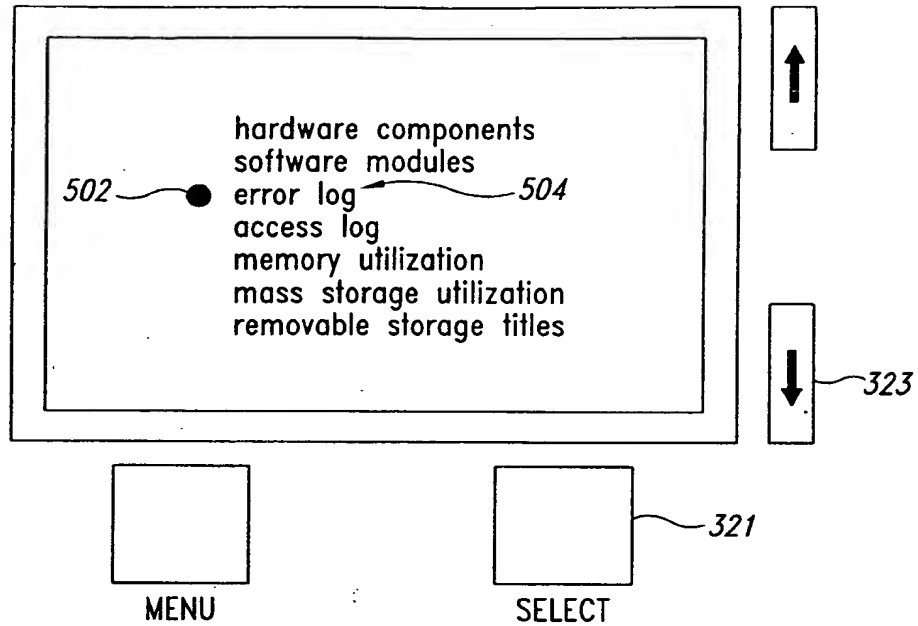 hardware components
software modules
502 error log 504
access log
memory utilization
mass storage utilization
removable storage titles
323
321
MENU SELECT